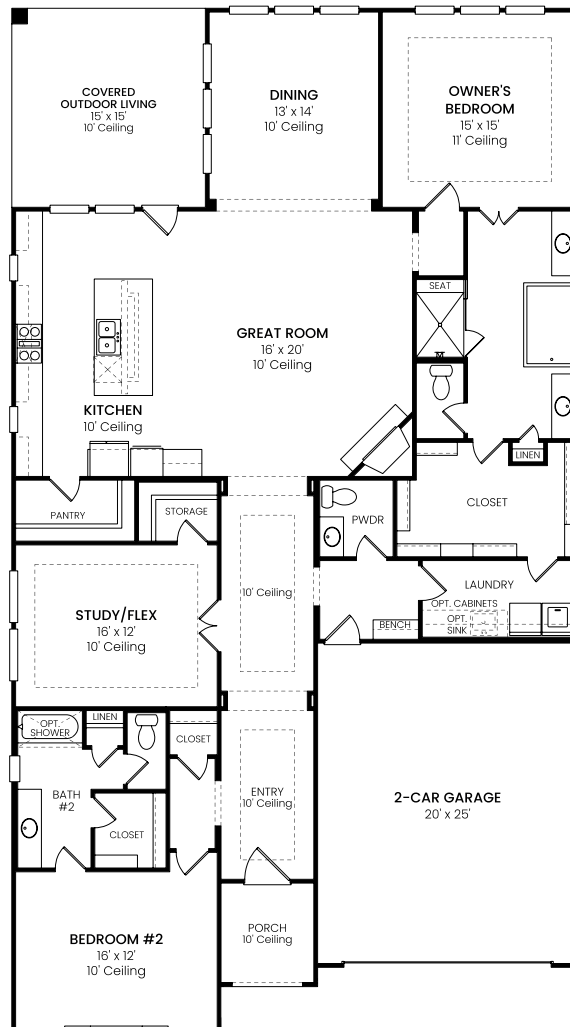 COVERED
OUTDOOR LIVING
15' x 15'
10' Ceiling
DINING
13' x 14'
10' Ceiling
OWNER'S
BEDROOM
15' x 15'
11' Ceiling
SEAT
GREAT ROOM
16' x 20'
10' Ceiling
KITCHEN
10' Ceiling
LINEN
CLOSET
PANTRY
STORAGE
PWDR
LAUNDRY
OPT. CABINETS
OPT.
SINK
BENCH
10' Ceiling
STUDY/FLEX
16' x 12'
10' Ceiling
OPT.
SHOWER
LINEN
CLOSET
BATH
#2
CLOSET
ENTRY
10' Ceiling
2-CAR GARAGE
20' x 25'
BEDROOM #2
16' x 12'
10' Ceiling
PORCH
10' Ceiling